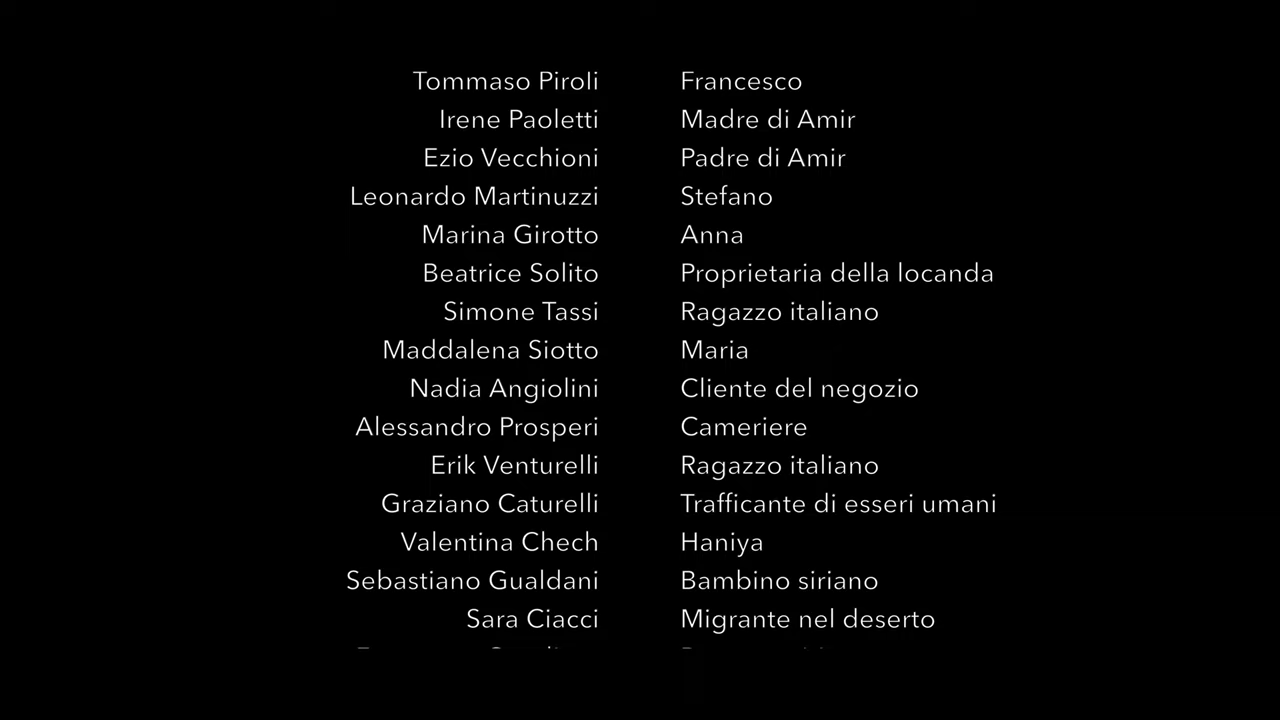 Tommaso Piroli Francesco
Irene Paoletti Madre di Amir
Ezio Vecchioni Padre di Amir
Leonardo Martinuzzi Stefano
Marina Girotto Anna
Beatrice Solito Proprietaria della locanda
Simone Tassi Ragazzo italiano
Maddalena Siotto Maria
Nadia Angiolini Cliente del negozio
Alessandro Prosperi Cameriere
Erik Venturelli Ragazzo italiano
Graziano Caturelli Trafficante di esseri umani
Valentina Chech Haniya
Sebastiano Gualdani Bambino siriano
Sara Ciacci Migrante nel deserto